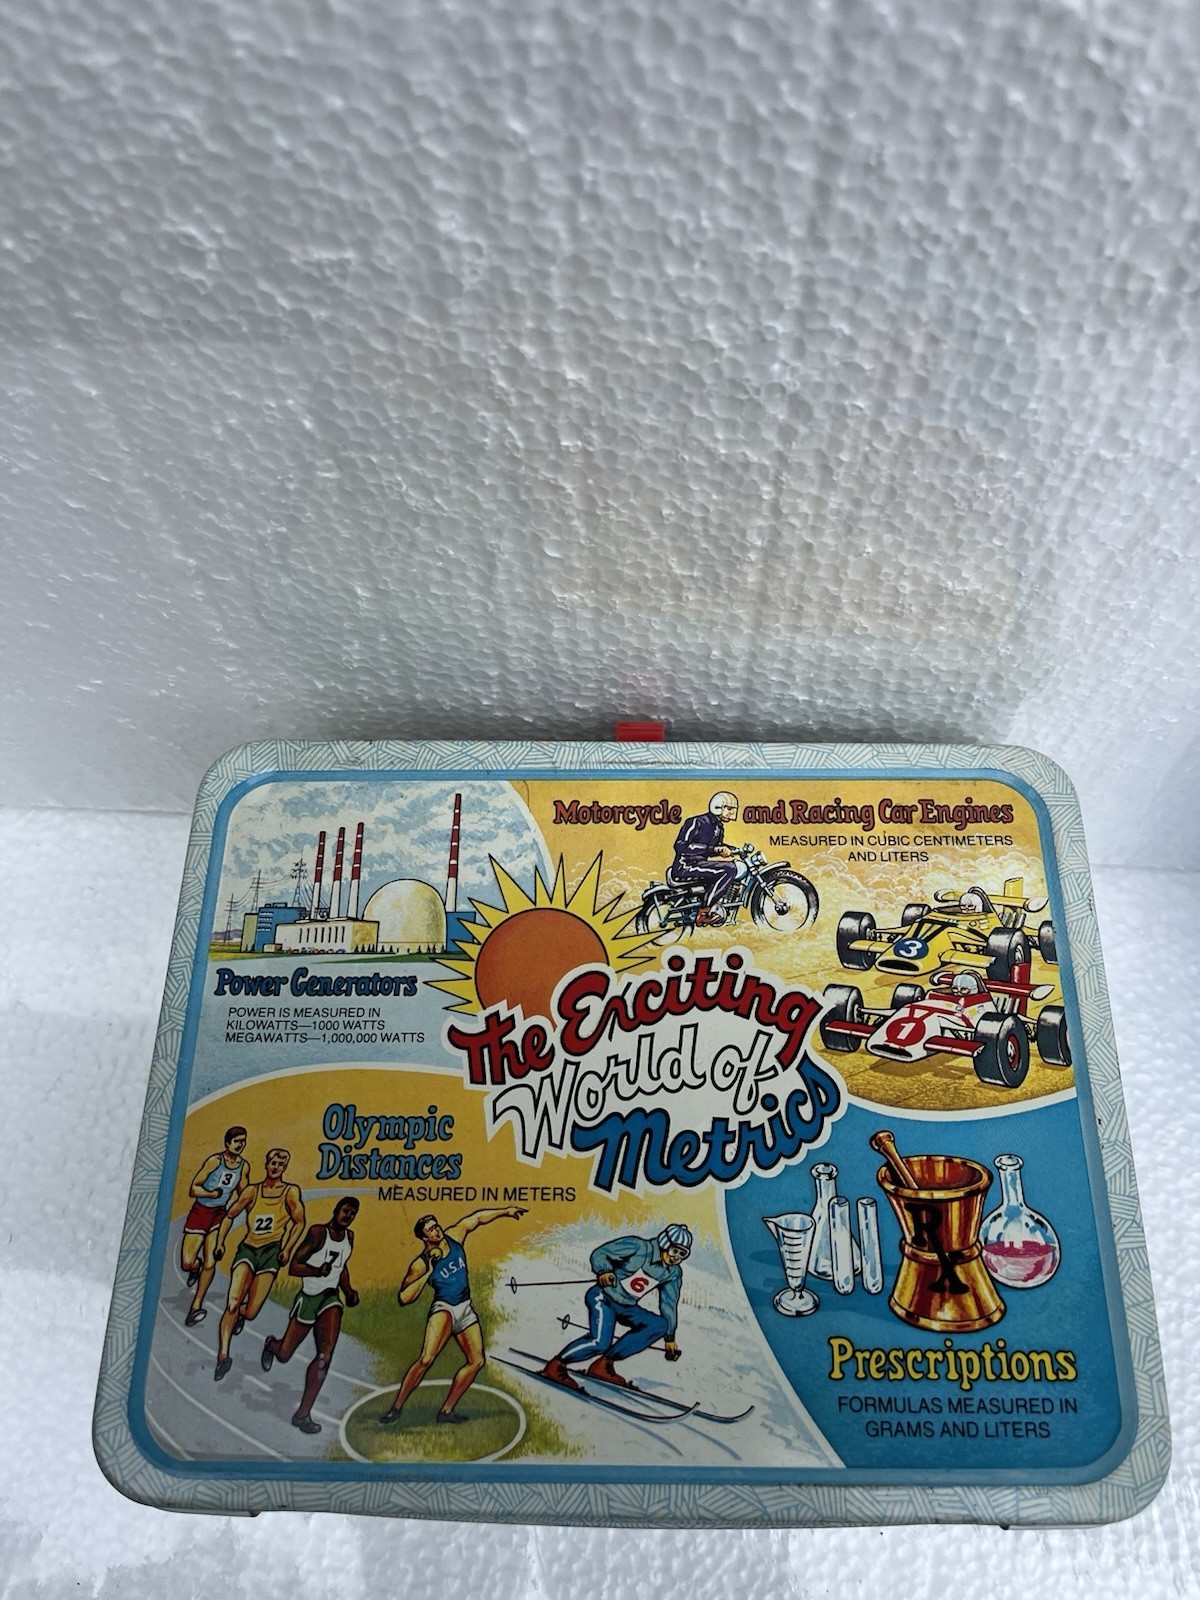 Motorcycle and Racing Car Engines
MEASURED IN CUBIC CENTIMETERS
AND LITERS
3
1
Power Generators
POWER IS MEASURED IN
KILOWATTS—1000 WATTS
MEGAWATTS—1,000,000 WATTS
The Exciting
World of
Metrics
Olympic
Distances
MEASURED IN METERS
3
22
7
U.S.A
6
RX
Prescriptions
FORMULAS MEASURED IN
GRAMS AND LITERS